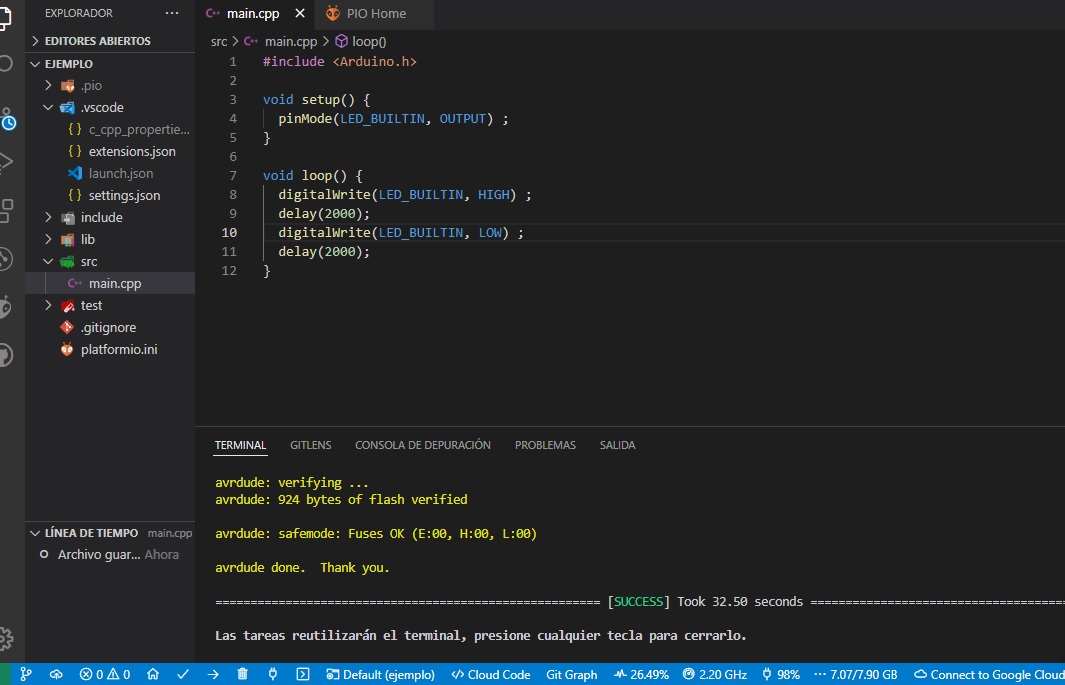 EXPLORADOR ···
EDITORES ABIERTOS
EJEMPLO
.pio
.vscode
{ } c_cpp_propertie...
{ } extensions.json
launch.json
{ } settings.json
include
lib
src
C++ main.cpp
test
.gitignore
platformio.ini
LÍNEA DE TIEMPO main.cpp
Archivo guar... Ahora
C++ main.cpp × PIO Home
src > C++ main.cpp > loop()
1 #include <Arduino.h>
2
3 void setup() {
4 pinMode(LED_BUILTIN, OUTPUT) ;
5 }
6
7 void loop() {
8 digitalWrite(LED_BUILTIN, HIGH) ;
9 delay(2000);
10 digitalWrite(LED_BUILTIN, LOW) ;
11 delay(2000);
12 }
TERMINAL GITLENS CONSOLA DE DEPURACIÓN PROBLEMAS SALIDA
avrdude: verifying ...
avrdude: 924 bytes of flash verified
avrdude: safemode: Fuses OK (E:00, H:00, L:00)
avrdude done.  Thank you.
======================================================= [SUCCESS] Took 32.50 seconds =====================================
Las tareas reutilizarán el terminal, presione cualquier tecla para cerrarlo.
0 0 Default (ejemplo) Cloud Code Git Graph 26.49% 2.20 GHz 98% ··· 7.07/7.90 GB Connect to Google Cloud